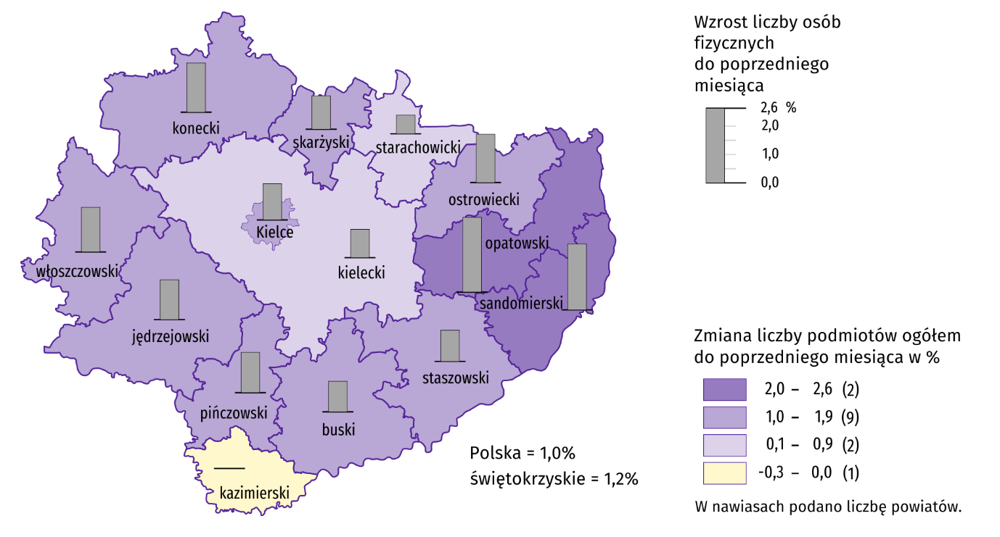 Wzrost liczby osób
fizycznych
do poprzedniego
miesiąca
2,6 %
2,0
1,0
0,0
konecki
skarżyski
starachowicki
ostrowiecki
Kielce
opatowski
kielecki
włoszczowski
sandomierski
jędrzejowski
staszowski
pińczowski
buski
kazimierski
Polska = 1,0%
świętokrzyskie = 1,2%
Zmiana liczby podmiotów ogółem
do poprzedniego miesiąca w %
2,0 – 2,6 (2)
1,0 – 1,9 (9)
0,1 – 0,9 (2)
-0,3 – 0,0 (1)
W nawiasach podano liczbę powiatów.